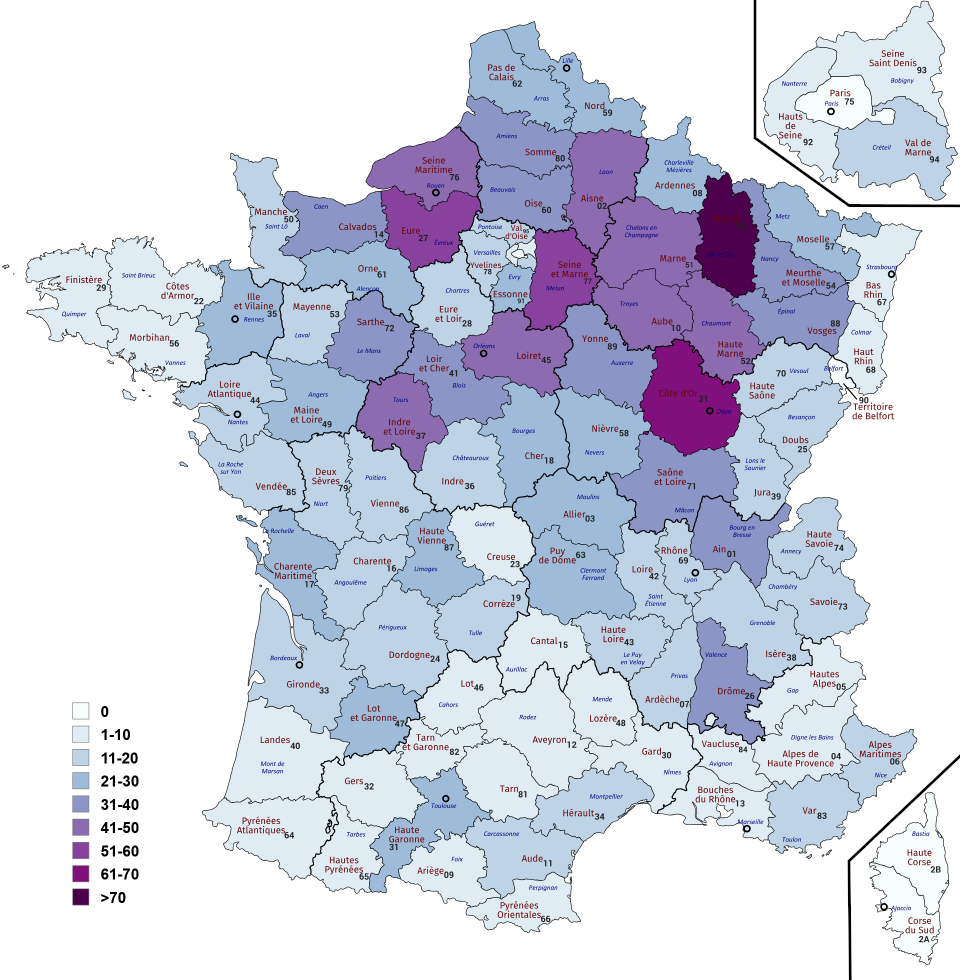 Lille
Pas de
Calais
62
Arras
Nord
59
Amiens
Somme
80
Seine
Maritime
76
Rouen
Beauvais
Oise
60
Laon
Aisne
02
Charleville
Mézières
Ardennes
08
Manche
50
Saint Lô
Caen
Calvados
14
Eure
27
Évreux
Pontoise
Val
d'Oise
95
Versailles
Yvelines
78
Evry
Essonne
91
Seine
et Marne
77
Melun
Chalons en
Champagne
Marne
51
Metz
Moselle
57
Nancy
Meurthe
et Moselle
54
Strasbourg
Bas
Rhin
67
Finistère
29
Quimper
Saint Brieuc
Côtes
d'Armor
22
Morbihan
56
Vannes
Ille
et Vilaine
35
Rennes
Orne
61
Alençon
Mayenne
53
Laval
Sarthe
72
Le Mans
Chartres
Eure
et Loir
28
Orléans
Loiret
45
Loir
et Cher
41
Blois
Yonne
89
Auxerre
Troyes
Aube
10
Chaumont
Haute
Marne
52
Épinal
Vosges
88
Colmar
Haut
Rhin
68
Loire
Atlantique
44
Nantes
Angers
Maine
et Loire
49
Tours
Indre
et Loire
37
Bourges
Cher
18
Nièvre
58
Nevers
Côte d'Or
21
Dijon
70
Vesoul
Haute
Saône
Belfort
90
Territoire
de Belfort
Besançon
Doubs
25
La Roche
sur Yon
Vendée
85
Deux
Sèvres
79
Niort
Poitiers
Vienne
86
Châteauroux
Indre
36
Moulins
Allier
03
Saône
et Loire
71
Mâcon
Lons le
Saunier
Jura
39
La Rochelle
Charente
Maritime
17
Charente
16
Angoulême
Haute
Vienne
87
Limoges
Guéret
Creuse
23
Puy
de Dôme
63
Clermont
Ferrand
Loire
42
Saint
Étienne
Rhône
69
Lyon
Bourg en
Bresse
Ain
01
Haute
Savoie
74
Annecy
Chambéry
Savoie
73
Bordeaux
Gironde
33
Périgueux
Dordogne
24
Corrèze
19
Tulle
Cantal
15
Aurillac
Haute
Loire
43
Le Puy
en Velay
Privas
Ardèche
07
Valence
Drôme
26
Grenoble
Isère
38
Hautes
Alpes
05
Gap
Landes
40
Mont de
Marsan
Lot
et Garonne
47
Lot
46
Cahors
Tarn
et Garonne
82
Rodez
Aveyron
12
Mende
Lozère
48
Gard
30
Nîmes
Vaucluse
84
Avignon
Digne les Bains
Alpes de
Haute Provence
04
Alpes
Maritimes
06
Nice
Pyrénées
Atlantiques
64
Tarbes
Hautes
Pyrénées
65
Gers
32
Toulouse
Haute
Garonne
31
Tarn
81
Foix
Ariège
09
Carcassonne
Aude
11
Perpignan
Pyrénées
Orientales
66
Montpellier
Hérault
34
Bouches
du Rhône
13
Marseille
Var
83
Toulon
Seine
Saint Denis
93
Bobigny
Nanterre
Paris
Paris
75
Hauts
de
Seine
92
Créteil
Val de
Marne
94
Bastia
Haute
Corse
2B
Ajaccio
Corse
du Sud
2A
0
1-10
11-20
21-30
31-40
41-50
51-60
61-70
>70